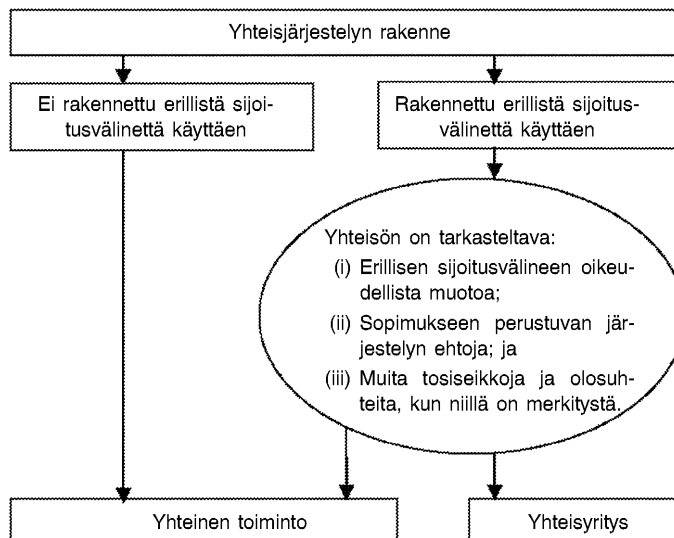 Yhteisjärjestelyn rakenne
Ei rakennettu erillistä sijoi-
tusvälinettä käyttäen
Rakennettu erillistä sijoitus-
välinettä käyttäen
Yhteisön on tarkasteltava:
(i) Erillisen sijoitusvälineen oikeu-
dellista muotoa;
(ii) Sopimukseen perustuvan jär-
jestelyn ehtoja; ja
(iii) Muita tosiseikkoja ja olosuh-
teita, kun niillä on merkitystä.
Yhteinen toiminto
Yhteisyritys